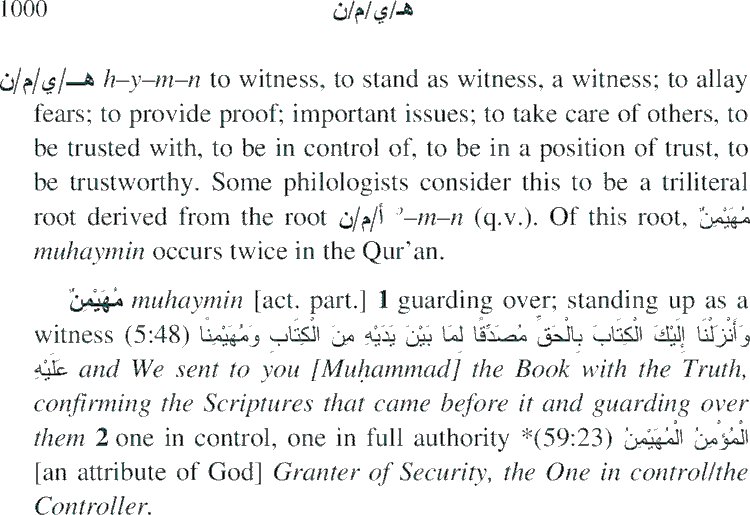 1000 هـ/ي/م/ن
هـ/ي/م/ن h–y–m–n to witness, to stand as witness, a witness; to allay
fears; to provide proof; important issues; to take care of others, to
be trusted with, to be in control of, to be in a position of trust, to
be trustworthy. Some philologists consider this to be a triliteral
root derived from the root أ/م/ن ʾ–m–n (q.v.). Of this root, مُهَيْمِنٌ
muhaymin occurs twice in the Qur'an.
مُهَيْمِنٌ muhaymin [act. part.] 1 guarding over; standing up as a
witness (5:48) وَأَنْزَلْنَا إِلَيْكَ الْكِتَابَ بِالْحَقِّ مُصَدِّقًا لِمَا بَيْنَ يَدَيْهِ مِنَ الْكِتَابِ وَمُهَيْمِنًا
عَلَيْهِ and We sent to you [Muḥammad] the Book with the Truth,
confirming the Scriptures that came before it and guarding over
them 2 one in control, one in full authority *(59:23) الْمُؤْمِنُ الْمُهَيْمِنُ
[an attribute of God] Granter of Security, the One in control/the
Controller.